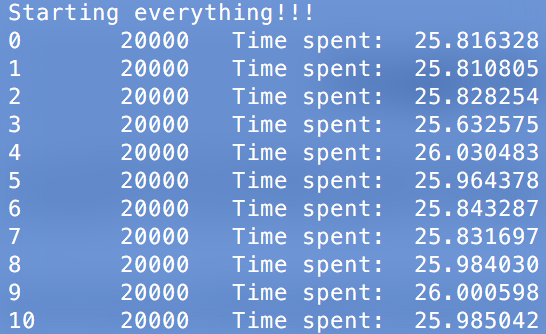 Starting everything!!!
0 20000 Time spent: 25.816328
1 20000 Time spent: 25.810805
2 20000 Time spent: 25.828254
3 20000 Time spent: 25.632575
4 20000 Time spent: 26.030483
5 20000 Time spent: 25.964378
6 20000 Time spent: 25.843287
7 20000 Time spent: 25.831697
8 20000 Time spent: 25.984030
9 20000 Time spent: 26.000598
10 20000 Time spent: 25.985042